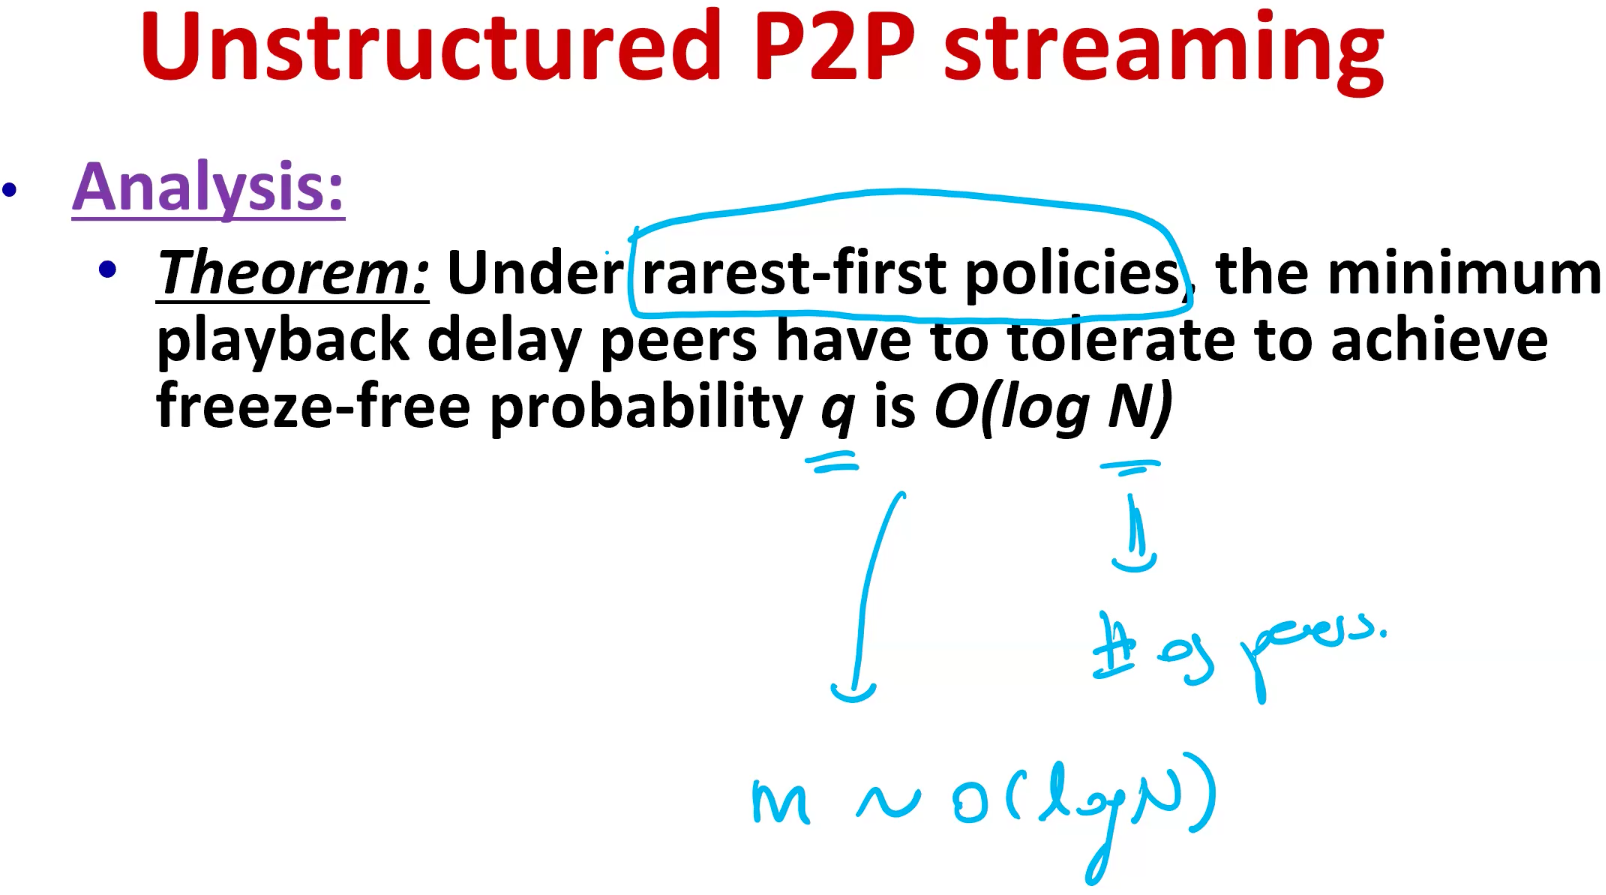 Unstructured P2P streaming
• Analysis:
• Theorem: Under rarest-first policies, the minimum
playback delay peers have to tolerate to achieve
freeze-free probability q is O(log N)
# of peers.
m ~ O(log N)